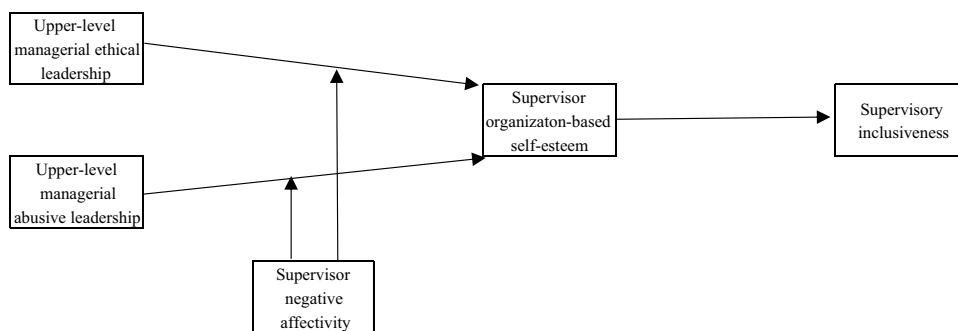 Upper-level
managerial ethical
leadership
Supervisor
organizaton-based
self-esteem
Supervisory
inclusiveness
Upper-level
managerial
abusive leadership
Supervisor
negative
affectivity